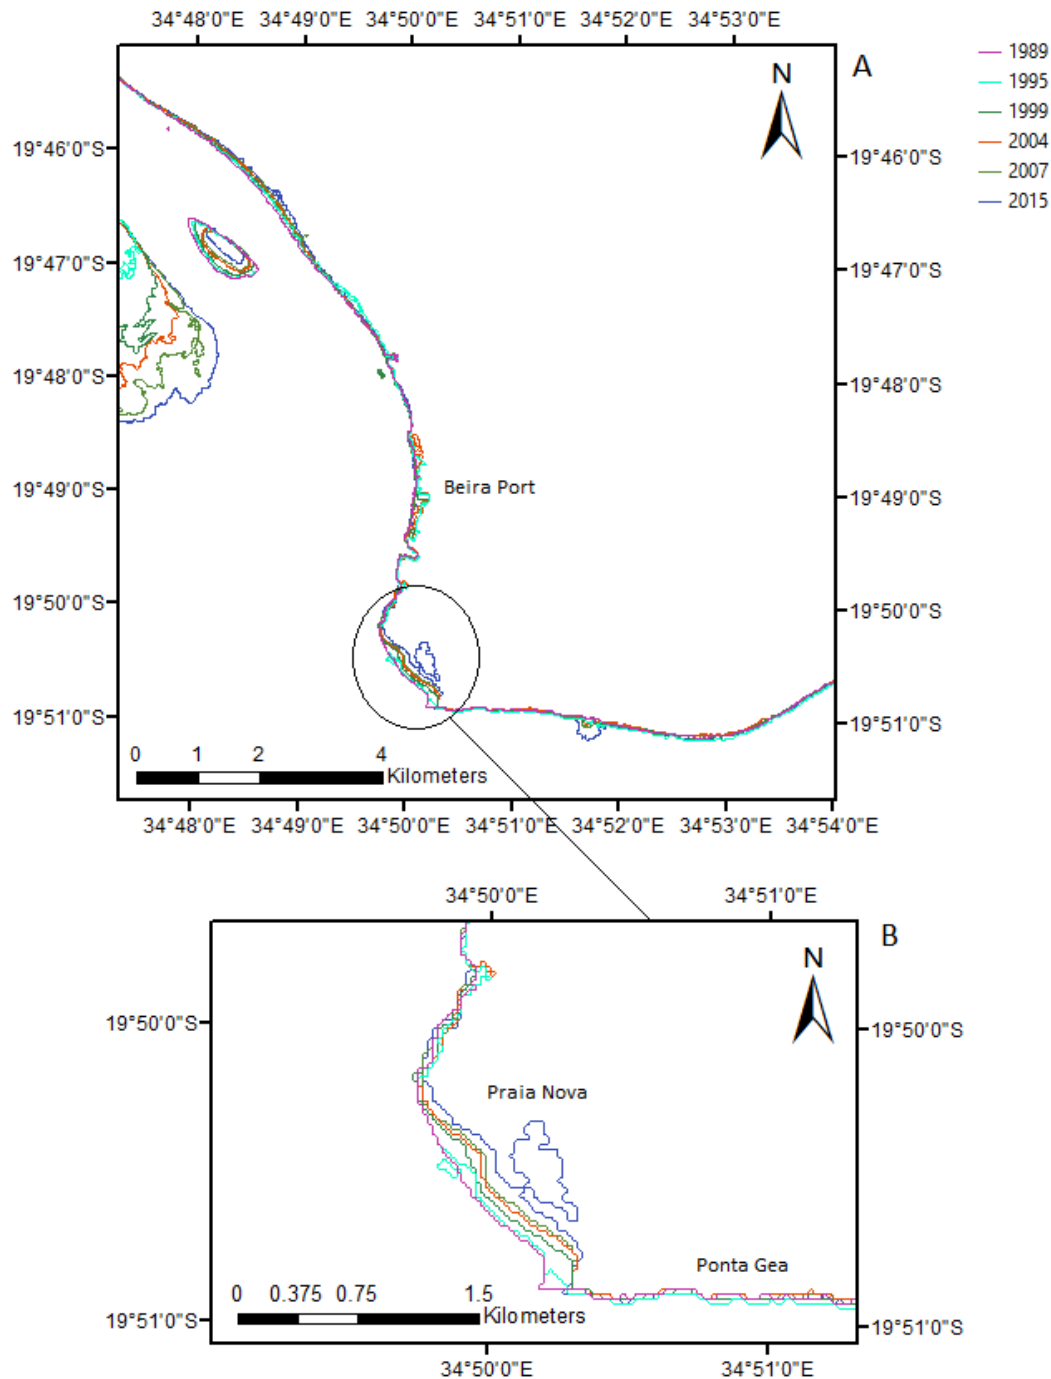 34°48'0"E 34°49'0"E 34°50'0"E 34°51'0"E 34°52'0"E 34°53'0"E
A
N
1989
1995
1999
2004
2007
2015
19°46'0"S 19°46'0"S
19°47'0"S 19°47'0"S
19°48'0"S 19°48'0"S
Beira Port
19°49'0"S 19°49'0"S
19°50'0"S 19°50'0"S
19°51'0"S 19°51'0"S
0 1 2 4
Kilometers
34°48'0"E 34°49'0"E 34°50'0"E 34°51'0"E 34°52'0"E 34°53'0"E 34°54'0"E
34°50'0"E 34°51'0"E
B
N
19°50'0"S 19°50'0"S
Praia Nova
Ponta Gea
0 0.375 0.75 1.5
Kilometers
19°51'0"S 19°51'0"S
34°50'0"E 34°51'0"E